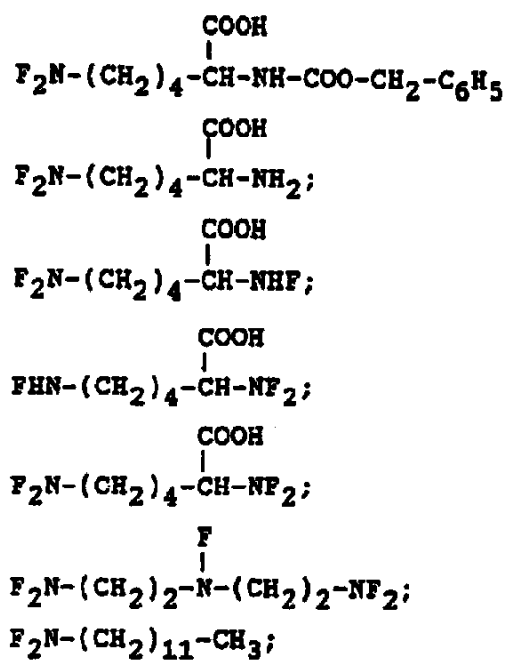 COOH
F2N-(CH2)4-CH-NH-COO-CH2-C6H5
COOH
F2N-(CH2)4-CH-NH2;
COOH
F2N-(CH2)4-CH-NHF;
COOH
FHN-(CH2)4-CH-NF2;
COOH
F2N-(CH2)4-CH-NF2;
F
F2N-(CH2)2-N-(CH2)2-NF2;
F2N-(CH2)11-CH3;